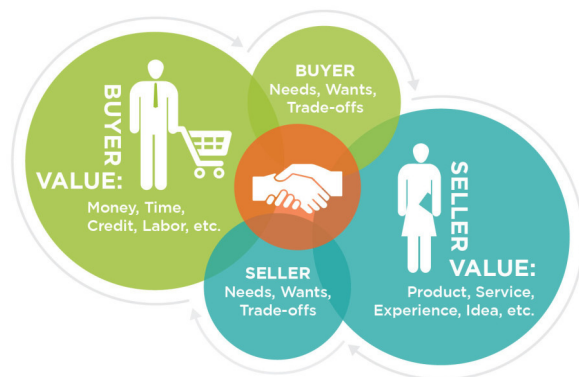 BUYER
VALUE:
Money, Time,
Credit, Labor, etc.
BUYER
Needs, Wants,
Trade-offs
SELLER
Needs, Wants,
Trade-offs
SELLER
VALUE:
Product, Service,
Experience, Idea, etc.